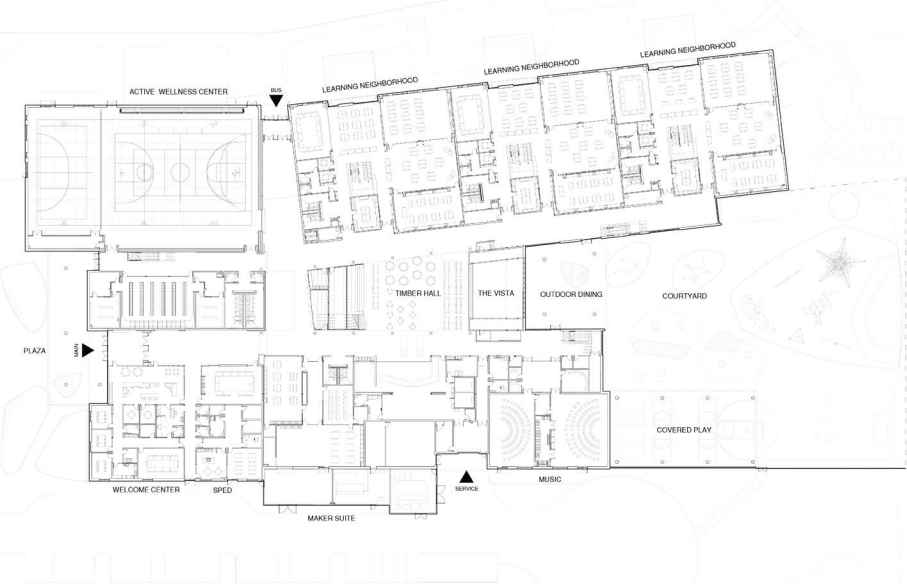 LEARNING NEIGHBORHOOD
LEARNING NEIGHBORHOOD
LEARNING NEIGHBORHOOD
ACTIVE WELLNESS CENTER
BUS
TIMBER HALL
THE VISTA
OUTDOOR DINING
COURTYARD
PLAZA
MAIN
COVERED PLAY
WELCOME CENTER
SPED
SERVICE
MUSIC
MAKER SUITE